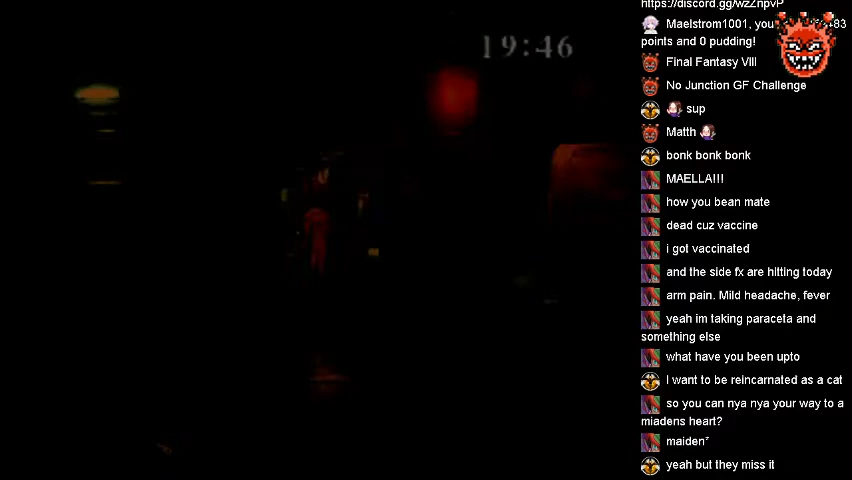 https://discord.gg/wzZnpvP
19:46
Maelstrom1001, you
+83
points and 0 pudding!
Final Fantasy VIII
No Junction GF Challenge
sup
Matth
bonk bonk bonk
MAELLA!!!
how you bean mate
dead cuz vaccine
i got vaccinated
and the side fx are hitting today
arm pain. Mild headache, fever
yeah im taking paraceta and
something else
what have you been upto
I want to be reincarnated as a cat
so you can nya nya your way to a
miadens heart?
maiden*
yeah but they miss it